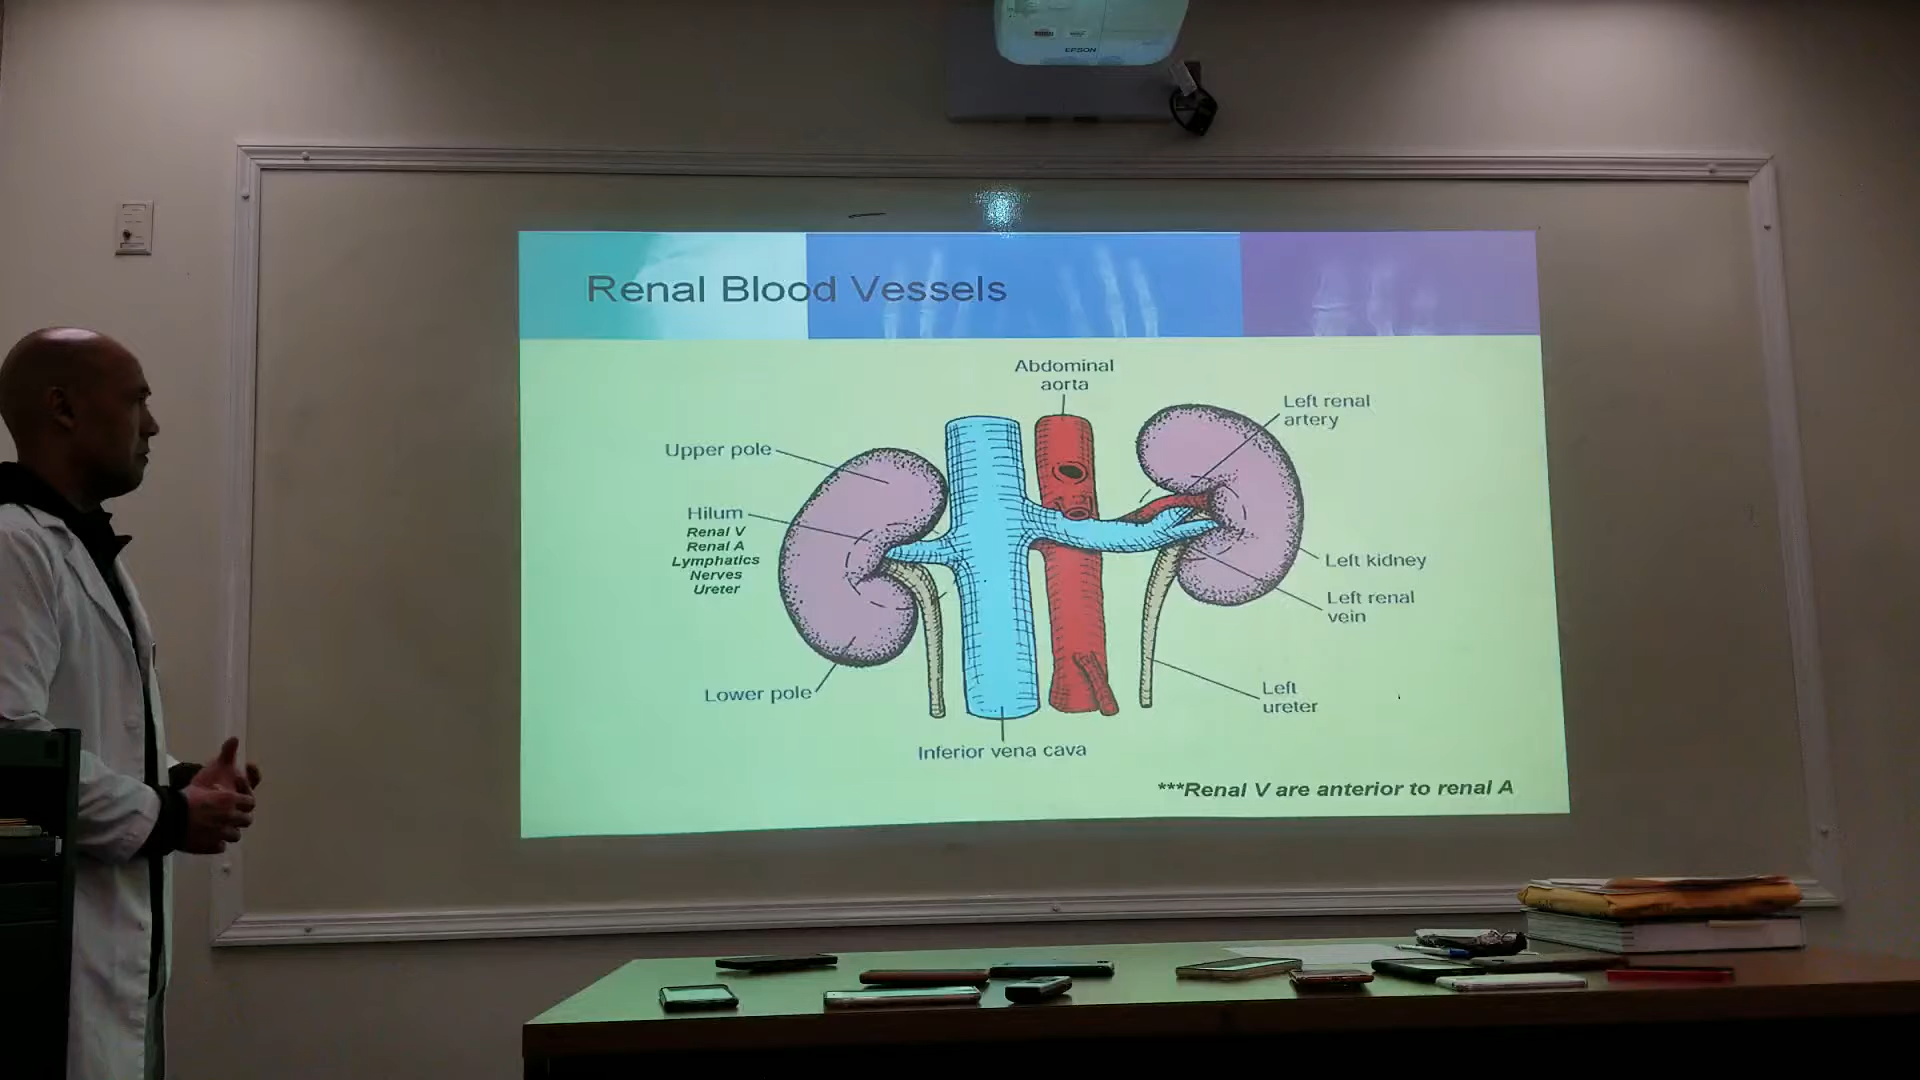 EPSON
Renal Blood Vessels
Abdominal
aorta
Left renal
artery
Upper pole
Hilum
Renal V
Renal A
Lymphatics
Nerves
Ureter
Left kidney
Left renal
vein
Lower pole
Left
ureter
Inferior vena cava
***Renal V are anterior to renal A